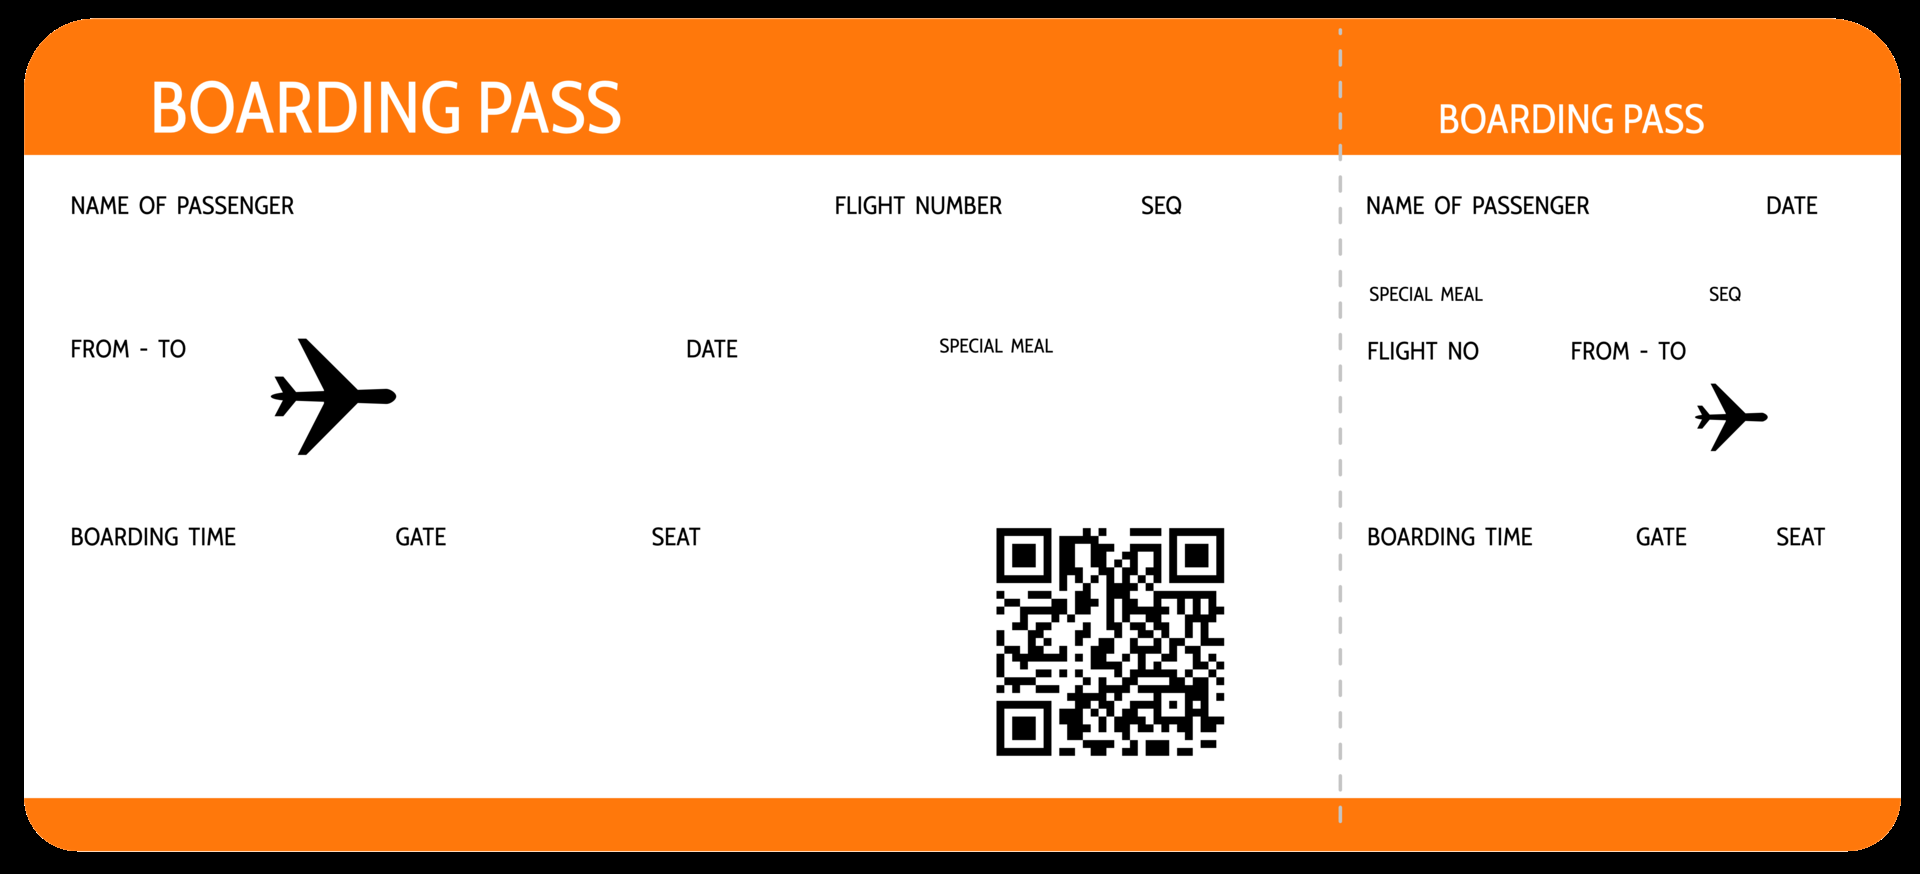 BOARDING PASS
NAME OF PASSENGER
FLIGHT NUMBER
SEQ
FROM - TO
DATE
SPECIAL MEAL
BOARDING TIME
GATE
SEAT
BOARDING PASS
NAME OF PASSENGER
DATE
SPECIAL MEAL
SEQ
FLIGHT NO
FROM - TO
BOARDING TIME
GATE
SEAT